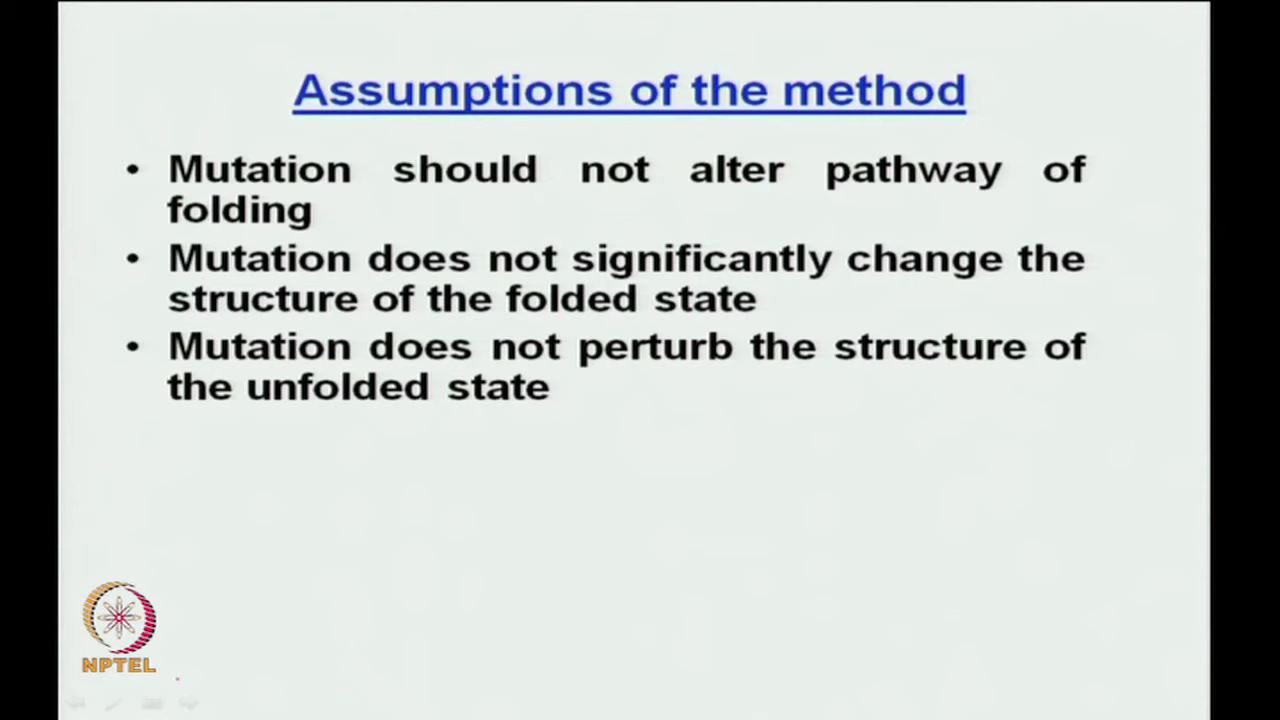 Assumptions of the method
• Mutation should not alter pathway of
folding
• Mutation does not significantly change the
structure of the folded state
• Mutation does not perturb the structure of
the unfolded state
NPTEL